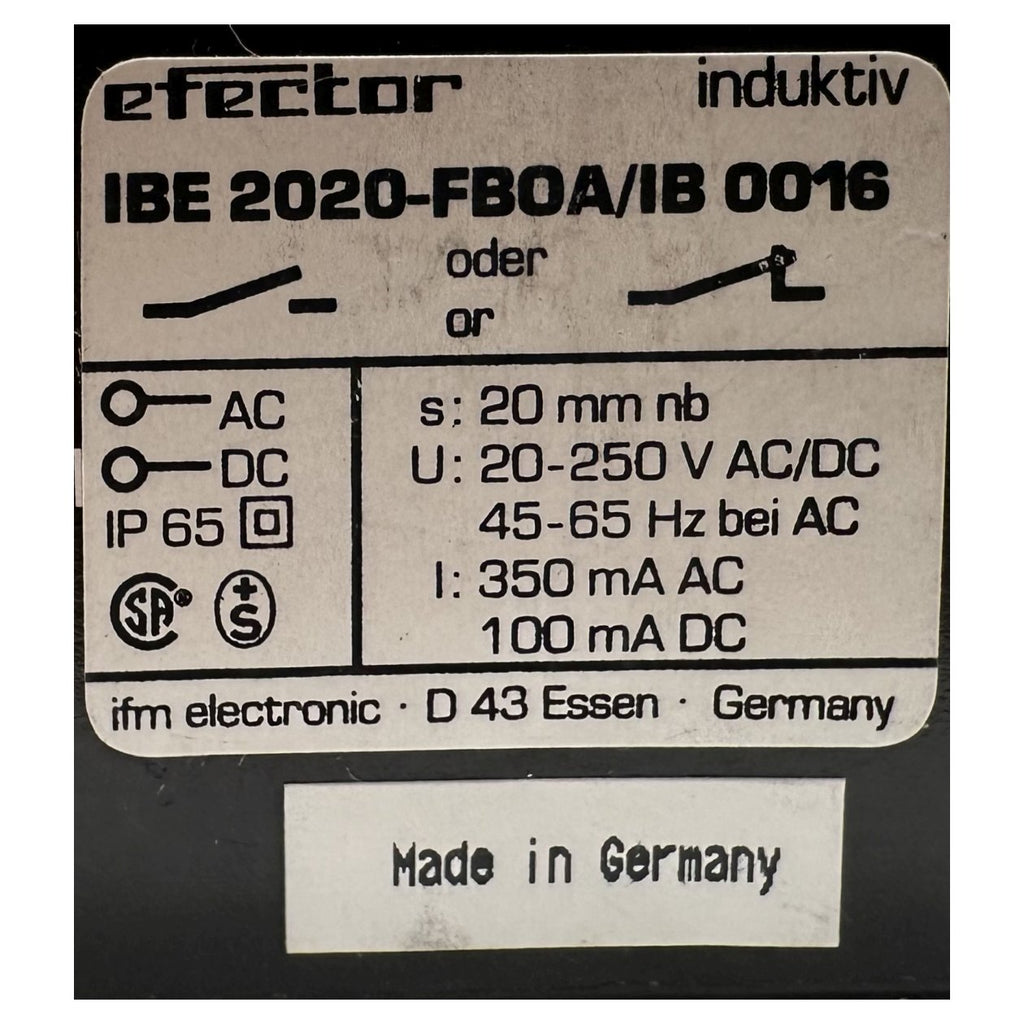 efector induktiv
IBE 2020-FBOA/IB 0016
oder
or
AC
DC
IP 65
s: 20 mm nb
U: 20-250 V AC/DC
45-65 Hz bei AC
I: 350 mA AC
100 mA DC
SA®
+S
ifm electronic · D 43 Essen · Germany
Made in Germany